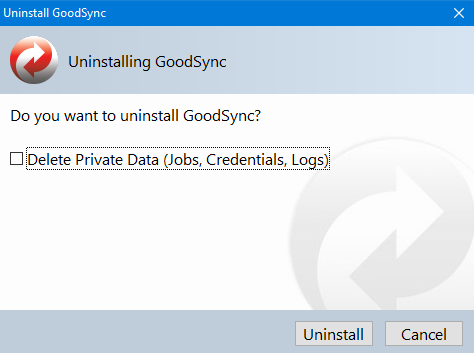 Uninstall GoodSync
Uninstalling GoodSync
Do you want to uninstall GoodSync?
Delete Private Data (Jobs, Credentials, Logs)
Uninstall
Cancel